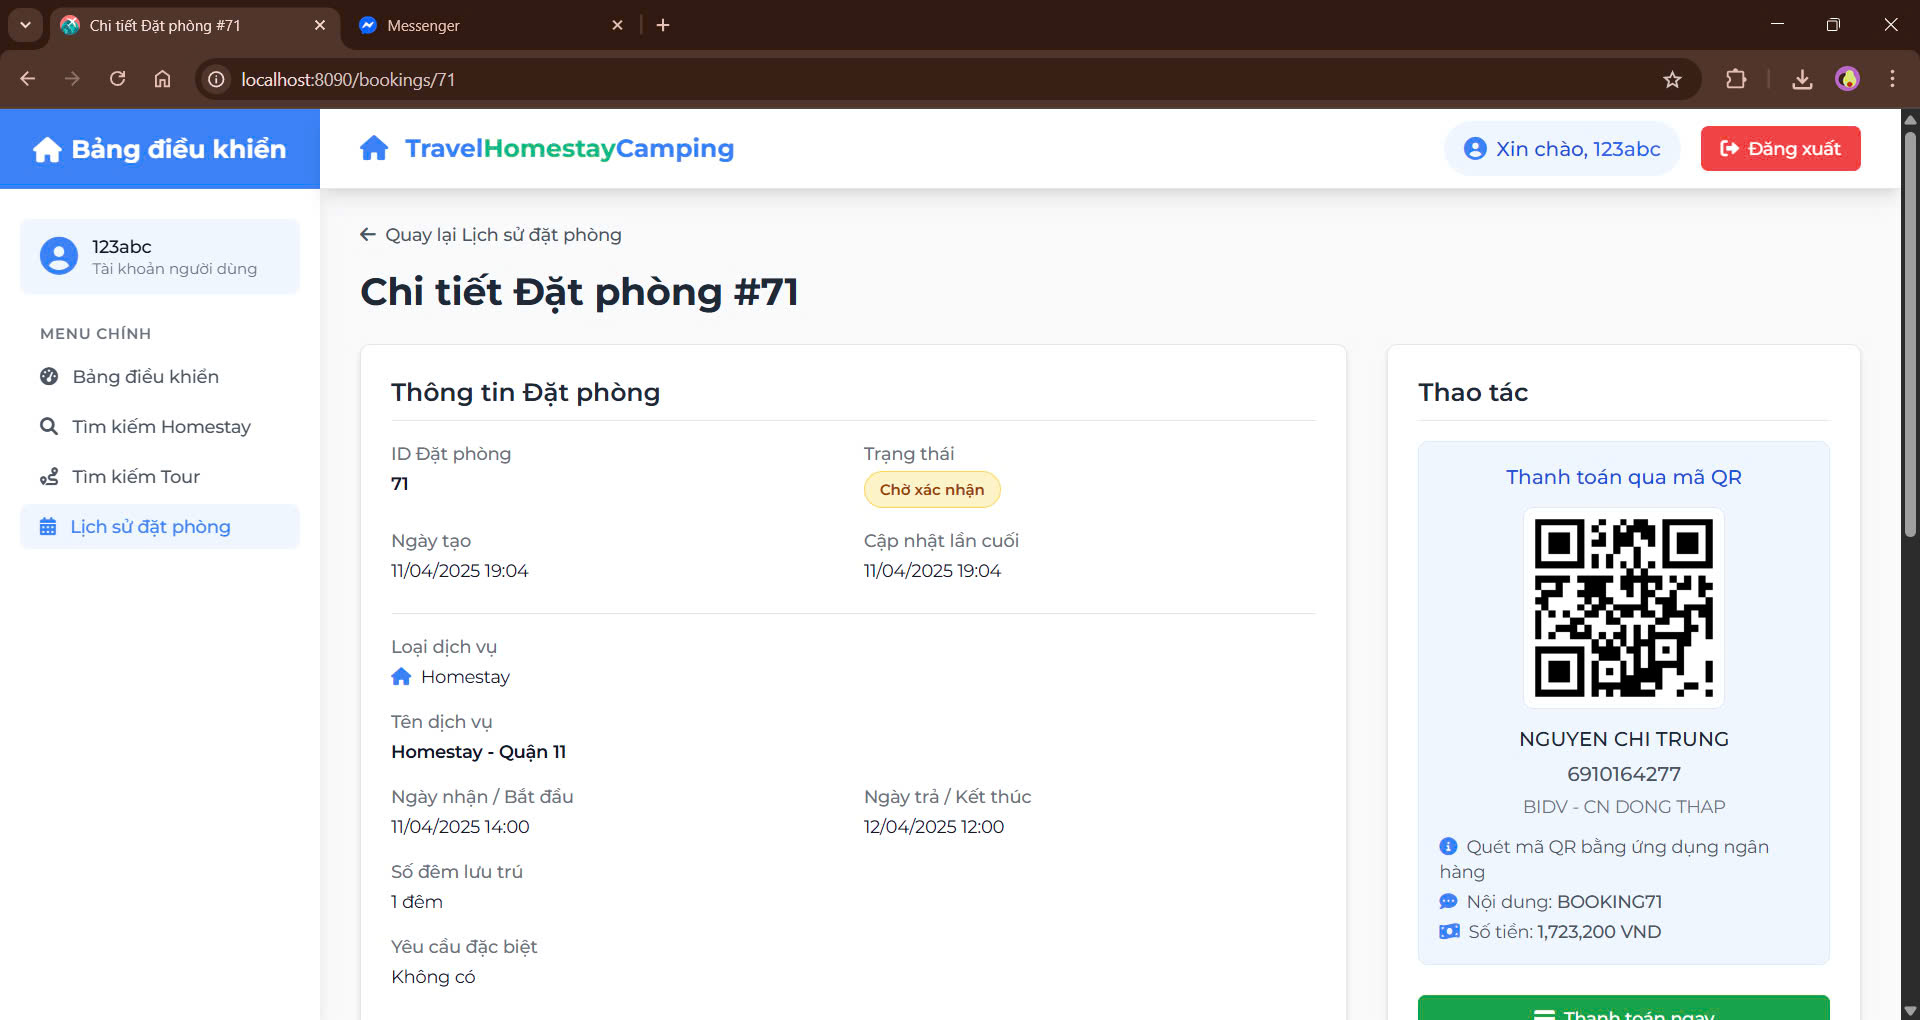 Chi tiết Đặt phòng #71
Messenger
localhost:8090/bookings/71
Bảng điều khiển
TravelHomestayCamping
Xin chào, 123abc
Đăng xuất
123abc
Tài khoản người dùng
MENU CHÍNH
Bảng điều khiển
Tìm kiếm Homestay
Tìm kiếm Tour
Lịch sử đặt phòng
Quay lại Lịch sử đặt phòng
Chi tiết Đặt phòng #71
Thông tin Đặt phòng
ID Đặt phòng
71
Trạng thái
Chờ xác nhận
Ngày tạo
11/04/2025 19:04
Cập nhật lần cuối
11/04/2025 19:04
Loại dịch vụ
Homestay
Tên dịch vụ
Homestay - Quận 11
Ngày nhận / Bắt đầu
11/04/2025 14:00
Ngày trả / Kết thúc
12/04/2025 12:00
Số đêm lưu trú
1 đêm
Yêu cầu đặc biệt
Không có
Thao tác
Thanh toán qua mã QR
NGUYEN CHI TRUNG
6910164277
BIDV - CN DONG THAP
Quét mã QR bằng ứng dụng ngân
hàng
Nội dung: BOOKING71
Số tiền: 1,723,200 VND
Thanh toán ngay